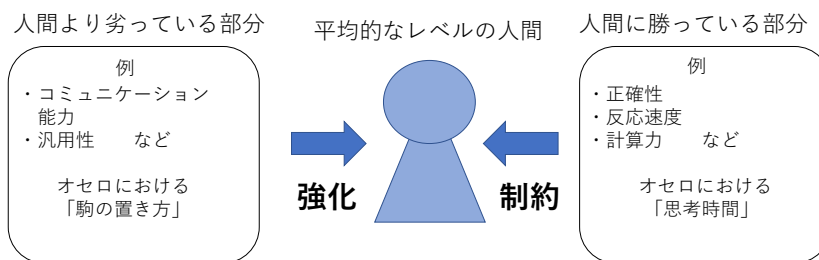 人間より劣っている部分
例
・コミュニケーション
能力
・汎用性　　など
オセロにおける
「駒の置き方」
平均的なレベルの人間
強化
制約
人間に勝っている部分
例
・正確性
・反応速度
・計算力　　など
オセロにおける
「思考時間」